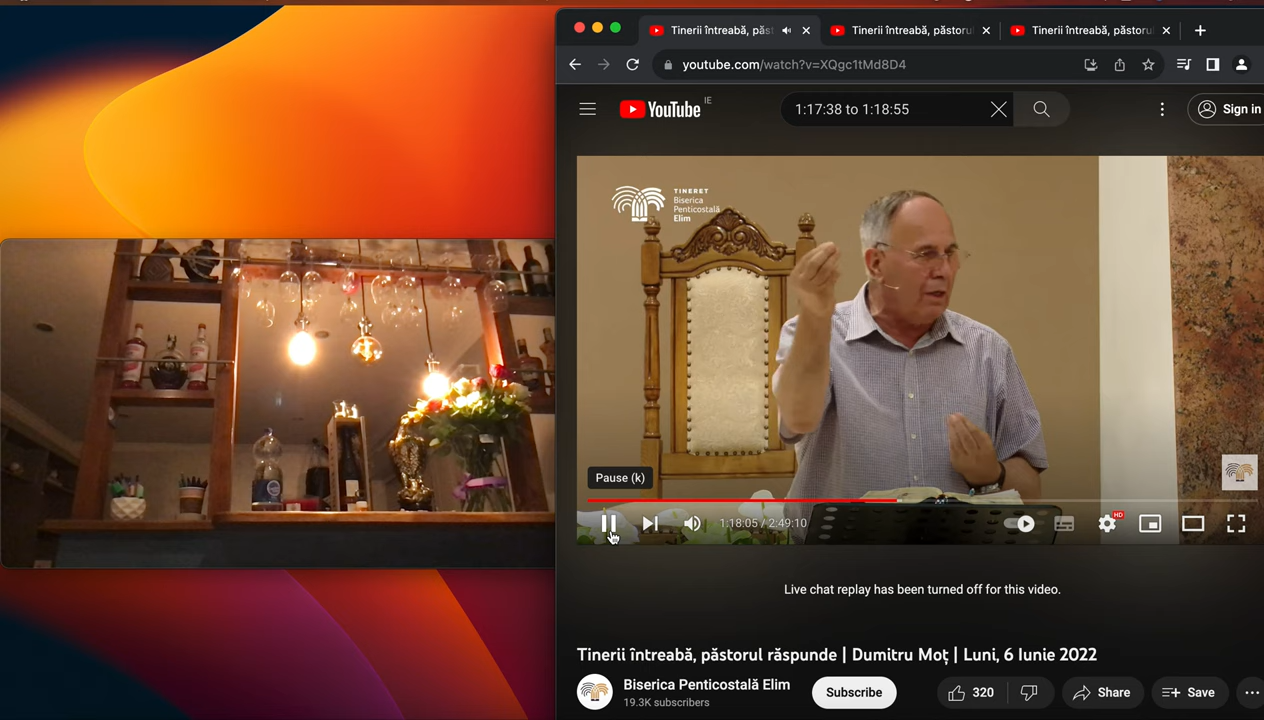 Tinerii întreabă, păst
Tinerii întreabă, păstoru
Tinerii întreabă, păstoru
youtube.com/watch?v=XQgc1tMd8D4
YouTube IE
1:17:38 to 1:18:55
Sign in
TINERET
Biserica
Penticostală
Elim
Pause (k)
1:18:05 / 2:49:10
HD
Live chat replay has been turned off for this video.
Tinerii întreabă, păstorul răspunde | Dumitru Moț | Luni, 6 Iunie 2022
Biserica Penticostală Elim
19.3K subscribers
Subscribe
320
Share
Save